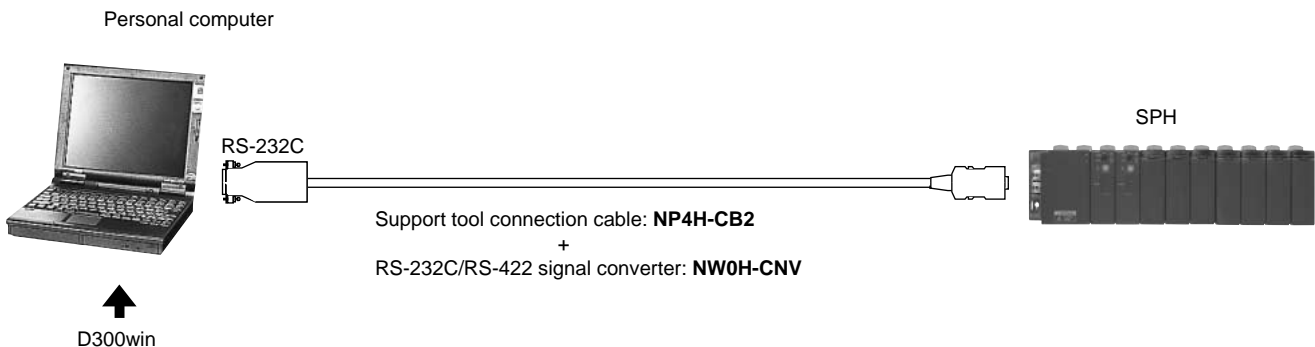 Personal computer
SPH
RS-232C
Support tool connection cable: NP4H-CB2
+
RS-232C/RS-422 signal converter: NW0H-CNV
D300win